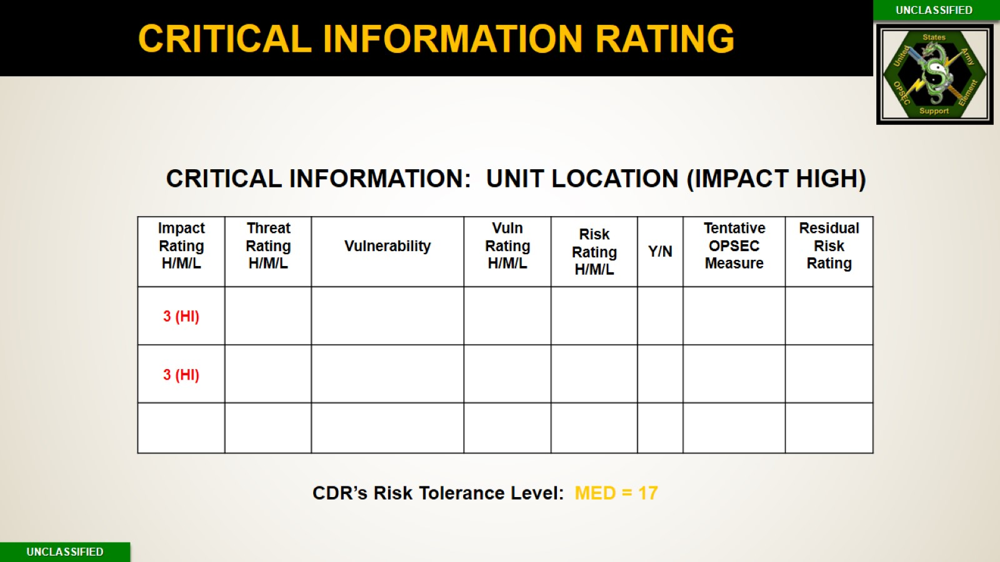 UNCLASSIFIED
CRITICAL INFORMATION RATING
United States Army
OPSEC Support Element
CRITICAL INFORMATION: UNIT LOCATION (IMPACT HIGH)
Impact Rating H/M/L
Threat Rating H/M/L
Vulnerability
Vuln Rating H/M/L
Risk Rating H/M/L
Y/N
Tentative OPSEC Measure
Residual Risk Rating
3 (HI)
3 (HI)
CDR’s Risk Tolerance Level: MED = 17
UNCLASSIFIED